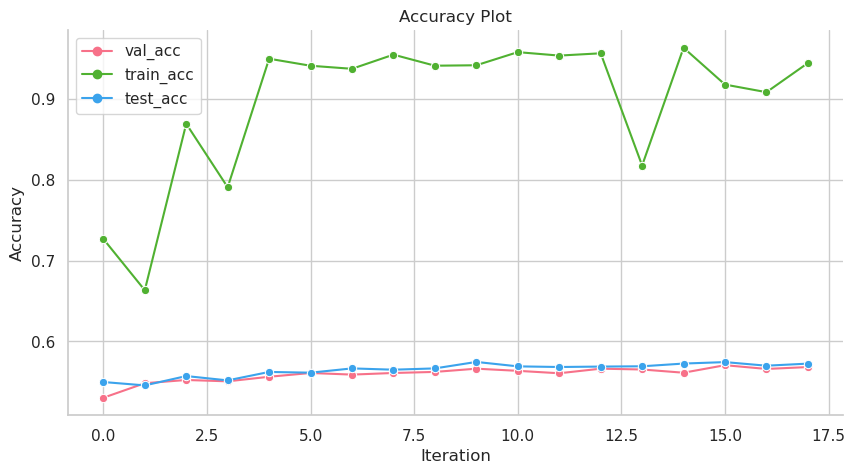 Accuracy Plot
val_acc
train_acc
test_acc
Accuracy
0.9
0.8
0.7
0.6
0.0 2.5 5.0 7.5 10.0 12.5 15.0 17.5
Iteration